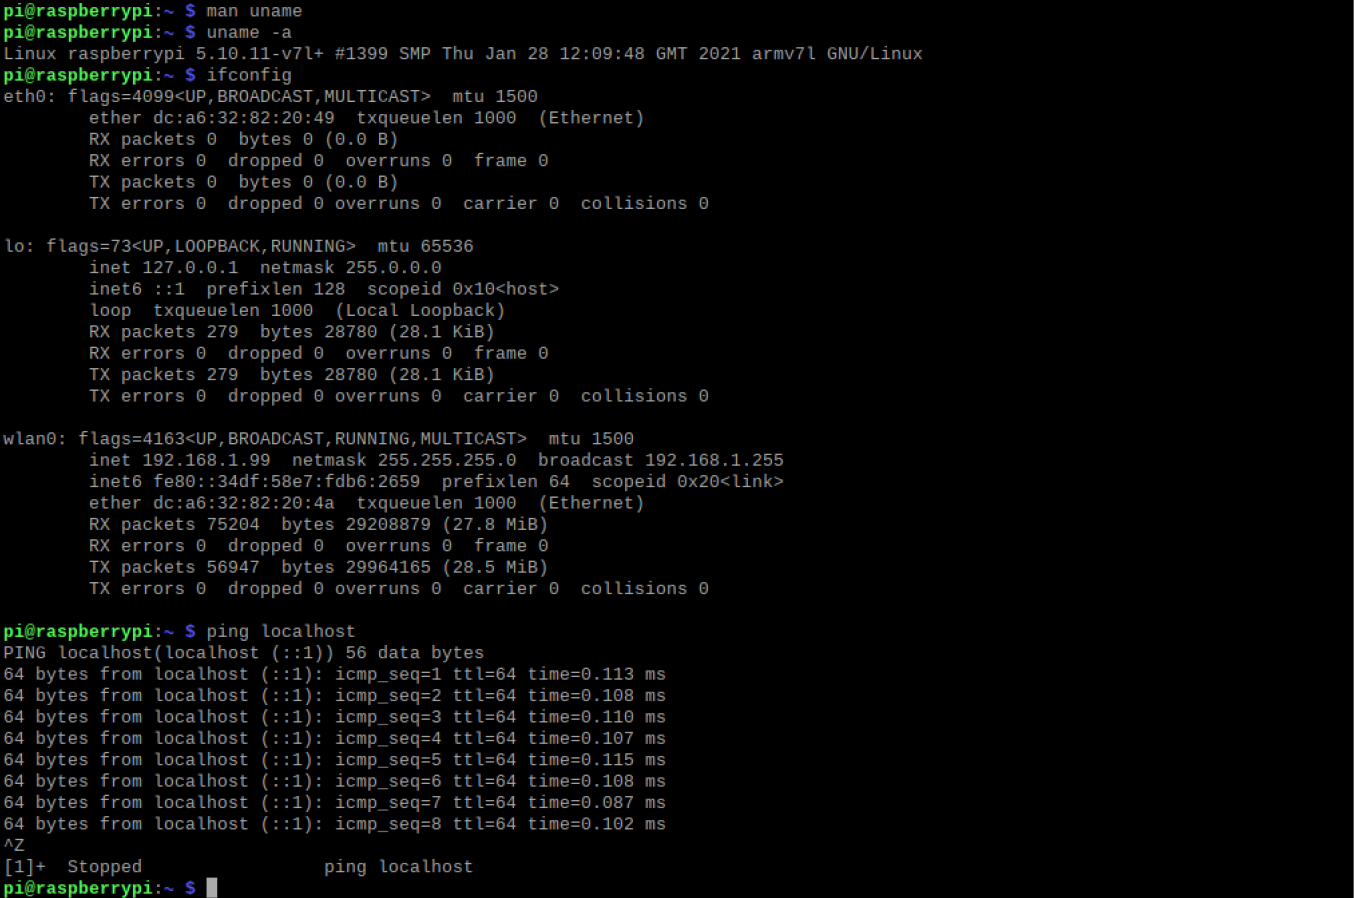 pi@raspberrypi:~ $ man uname
pi@raspberrypi:~ $ uname -a
Linux raspberrypi 5.10.11-v7l+ #1399 SMP Thu Jan 28 12:09:48 GMT 2021 armv7l GNU/Linux
pi@raspberrypi:~ $ ifconfig
eth0: flags=4099<UP,BROADCAST,MULTICAST>  mtu 1500
        ether dc:a6:32:82:20:49  txqueuelen 1000  (Ethernet)
        RX packets 0  bytes 0 (0.0 B)
        RX errors 0  dropped 0  overruns 0  frame 0
        TX packets 0  bytes 0 (0.0 B)
        TX errors 0  dropped 0 overruns 0  carrier 0  collisions 0

lo: flags=73<UP,LOOPBACK,RUNNING>  mtu 65536
        inet 127.0.0.1  netmask 255.0.0.0
        inet6 ::1  prefixlen 128  scopeid 0x10<host>
        loop  txqueuelen 1000  (Local Loopback)
        RX packets 279  bytes 28780 (28.1 KiB)
        RX errors 0  dropped 0  overruns 0  frame 0
        TX packets 279  bytes 28780 (28.1 KiB)
        TX errors 0  dropped 0 overruns 0  carrier 0  collisions 0

wlan0: flags=4163<UP,BROADCAST,RUNNING,MULTICAST>  mtu 1500
        inet 192.168.1.99  netmask 255.255.255.0  broadcast 192.168.1.255
        inet6 fe80::34df:58e7:fdb6:2659  prefixlen 64  scopeid 0x20<link>
        ether dc:a6:32:82:20:4a  txqueuelen 1000  (Ethernet)
        RX packets 75204  bytes 29208879 (27.8 MiB)
        RX errors 0  dropped 0  overruns 0  frame 0
        TX packets 56947  bytes 29964165 (28.5 MiB)
        TX errors 0  dropped 0 overruns 0  carrier 0  collisions 0

pi@raspberrypi:~ $ ping localhost
PING localhost(localhost (::1)) 56 data bytes
64 bytes from localhost (::1): icmp_seq=1 ttl=64 time=0.113 ms
64 bytes from localhost (::1): icmp_seq=2 ttl=64 time=0.108 ms
64 bytes from localhost (::1): icmp_seq=3 ttl=64 time=0.110 ms
64 bytes from localhost (::1): icmp_seq=4 ttl=64 time=0.107 ms
64 bytes from localhost (::1): icmp_seq=5 ttl=64 time=0.115 ms
64 bytes from localhost (::1): icmp_seq=6 ttl=64 time=0.108 ms
64 bytes from localhost (::1): icmp_seq=7 ttl=64 time=0.087 ms
64 bytes from localhost (::1): icmp_seq=8 ttl=64 time=0.102 ms
^Z
[1]+  Stopped                 ping localhost
pi@raspberrypi:~ $